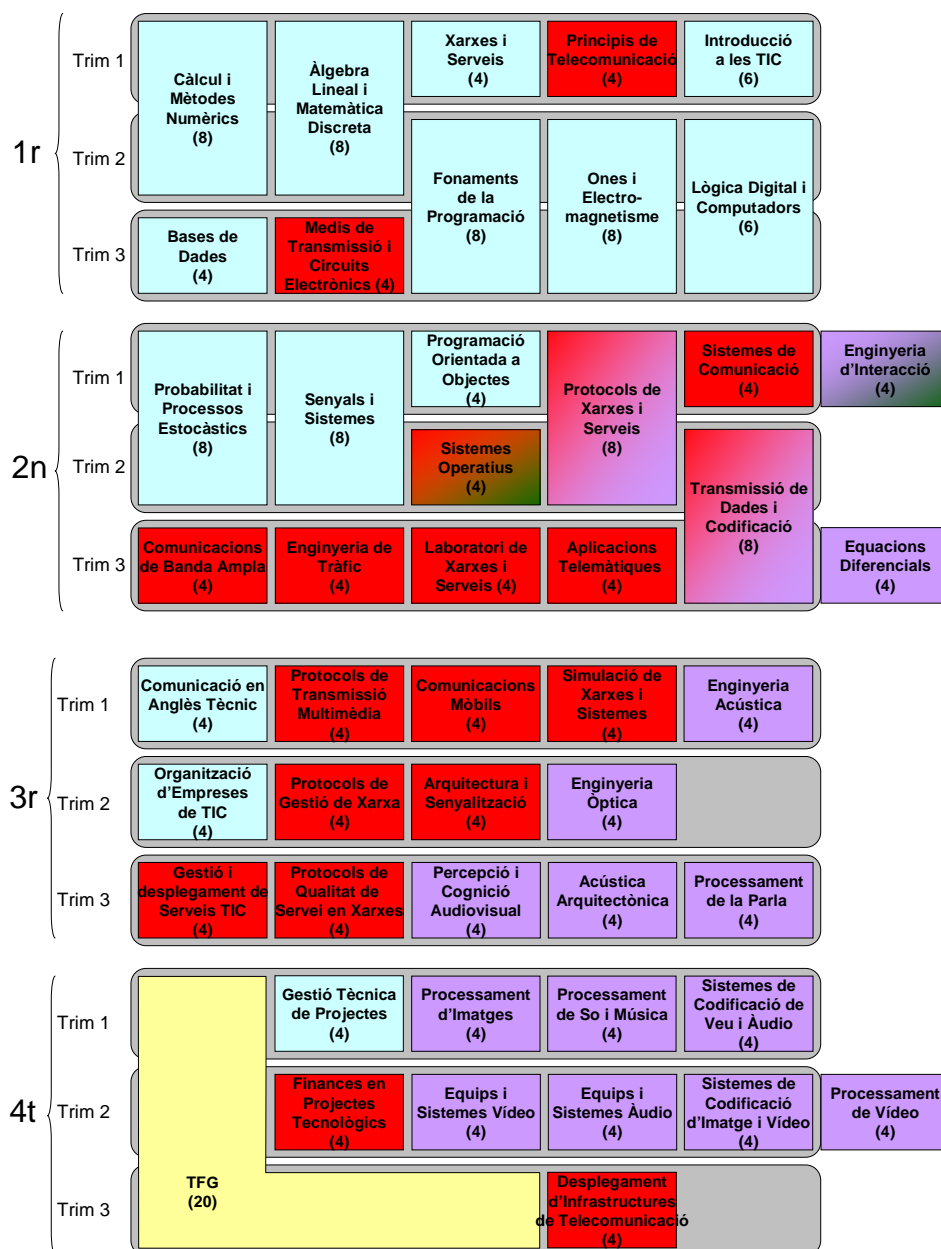 1r
Trim 1
Càlcul i
Mètodes
Numèrics
(8)
Àlgebra
Lineal i
Matemàtica
Discreta
(8)
Xarxes i
Serveis
(4)
Principis de
Telecomunicació
(4)
Introducció
a les TIC
(6)
Trim 2
Fonaments
de la
Programació
(8)
Ones i
Electro-
magnetisme
(8)
Lògica Digital i
Computadors
(6)
Trim 3
Bases de
Dades
(4)
Medis de
Transmissió i
Circuits
Electrònics (4)
2n
Trim 1
Probabilitat i
Processos
Estocàstics
(8)
Senyals i
Sistemes
(8)
Programació
Orientada a
Objectes
(4)
Protocols de
Xarxes i
Serveis
(8)
Sistemes de
Comunicació
(4)
Enginyeria
d'Interacció
(4)
Trim 2
Sistemes
Operatius
(4)
Transmissió de
Dades i
Codificació
(8)
Trim 3
Comunicacions
de Banda Ampla
(4)
Enginyeria de
Tràfic
(4)
Laboratori de
Xarxes i
Serveis (4)
Aplicacions
Telemàtiques
(4)
Equacions
Diferencials
(4)
3r
Trim 1
Comunicació en
Anglès Tècnic
(4)
Protocols de
Transmissió
Multimèdia
(4)
Comunicacions
Mòbils
(4)
Simulació de
Xarxes i
Sistemes
(4)
Enginyeria
Acústica
(4)
Trim 2
Organització
d'Empreses
de TIC
(4)
Protocols de
Gestió de Xarxa
(4)
Arquitectura i
Senyalització
(4)
Enginyeria
Òptica
(4)
Trim 3
Gestió i
desplegament de
Serveis TIC
(4)
Protocols de
Qualitat de
Servei en Xarxes
(4)
Percepció i
Cognició
Audiovisual
(4)
Acústica
Arquitectònica
(4)
Processament
de la Parla
(4)
4t
Trim 1
Gestió Tècnica
de Projectes
(4)
Processament
d'Imatges
(4)
Processament
de So i Música
(4)
Sistemes de
Codificació de
Veu i Àudio
(4)
Trim 2
Finances en
Projectes
Tecnològics
(4)
Equips i
Sistemes Vídeo
(4)
Equips i
Sistemes Àudio
(4)
Sistemes de
Codificació
d'Imatge i Vídeo
(4)
Processament
de Vídeo
(4)
Trim 3
TFG
(20)
Desplegament
d'Infrastructures
de Telecomunicació
(4)